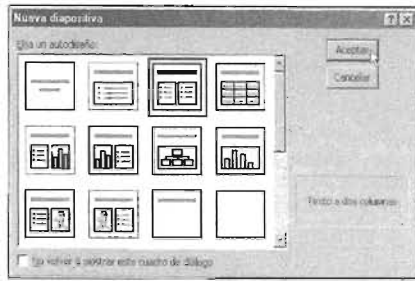 Nueva diapositiva
Elija un autodiseño:
Aceptar
Cancelar
Texto a dos columnas
No volver a mostrar este cuadro de diálogo